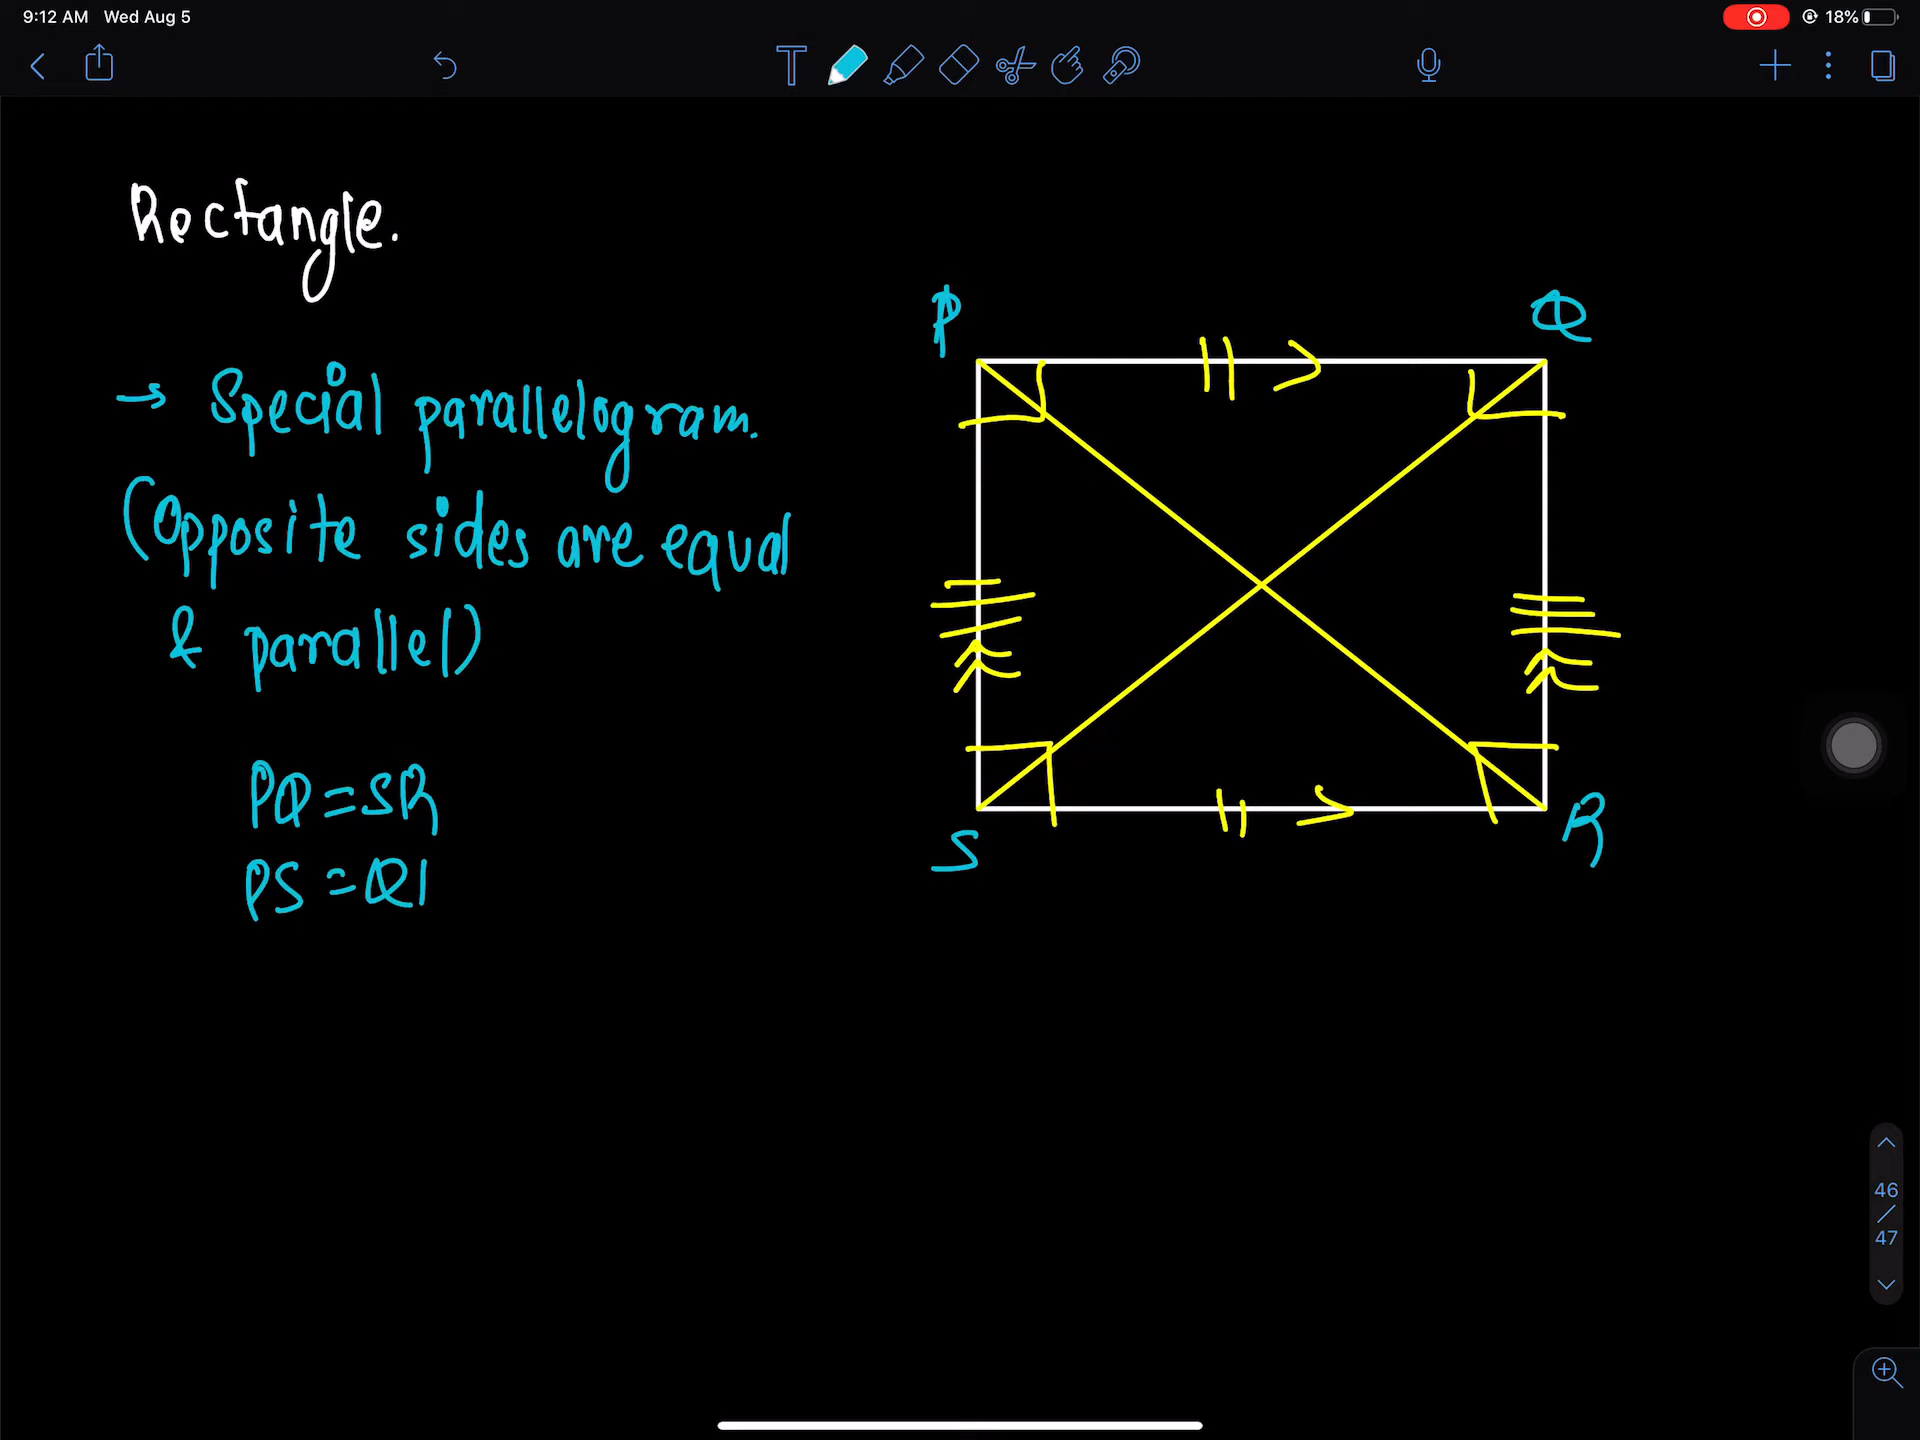 9:12 AM Wed Aug 5
18%
Rectangle.
→ Special parallelogram.
(Opposite sides are equal
& parallel)
PQ = SR
PS = QI
P
Q
S
R
46
/
47